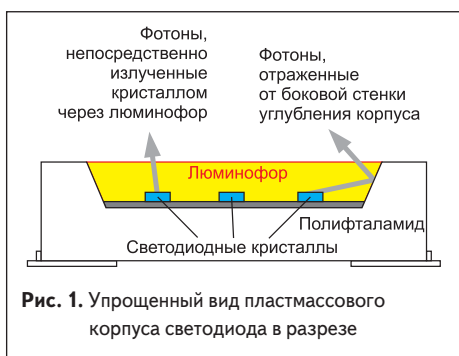 Фотоны,
непосредственно
излученные
кристаллом
через люминофор
Фотоны,
отраженные
от боковой стенки
углубления корпуса
Люминофор
Полифталамид
Светодиодные кристаллы
Рис. 1. Упрощенный вид пластмассового
корпуса светодиода в разрезе